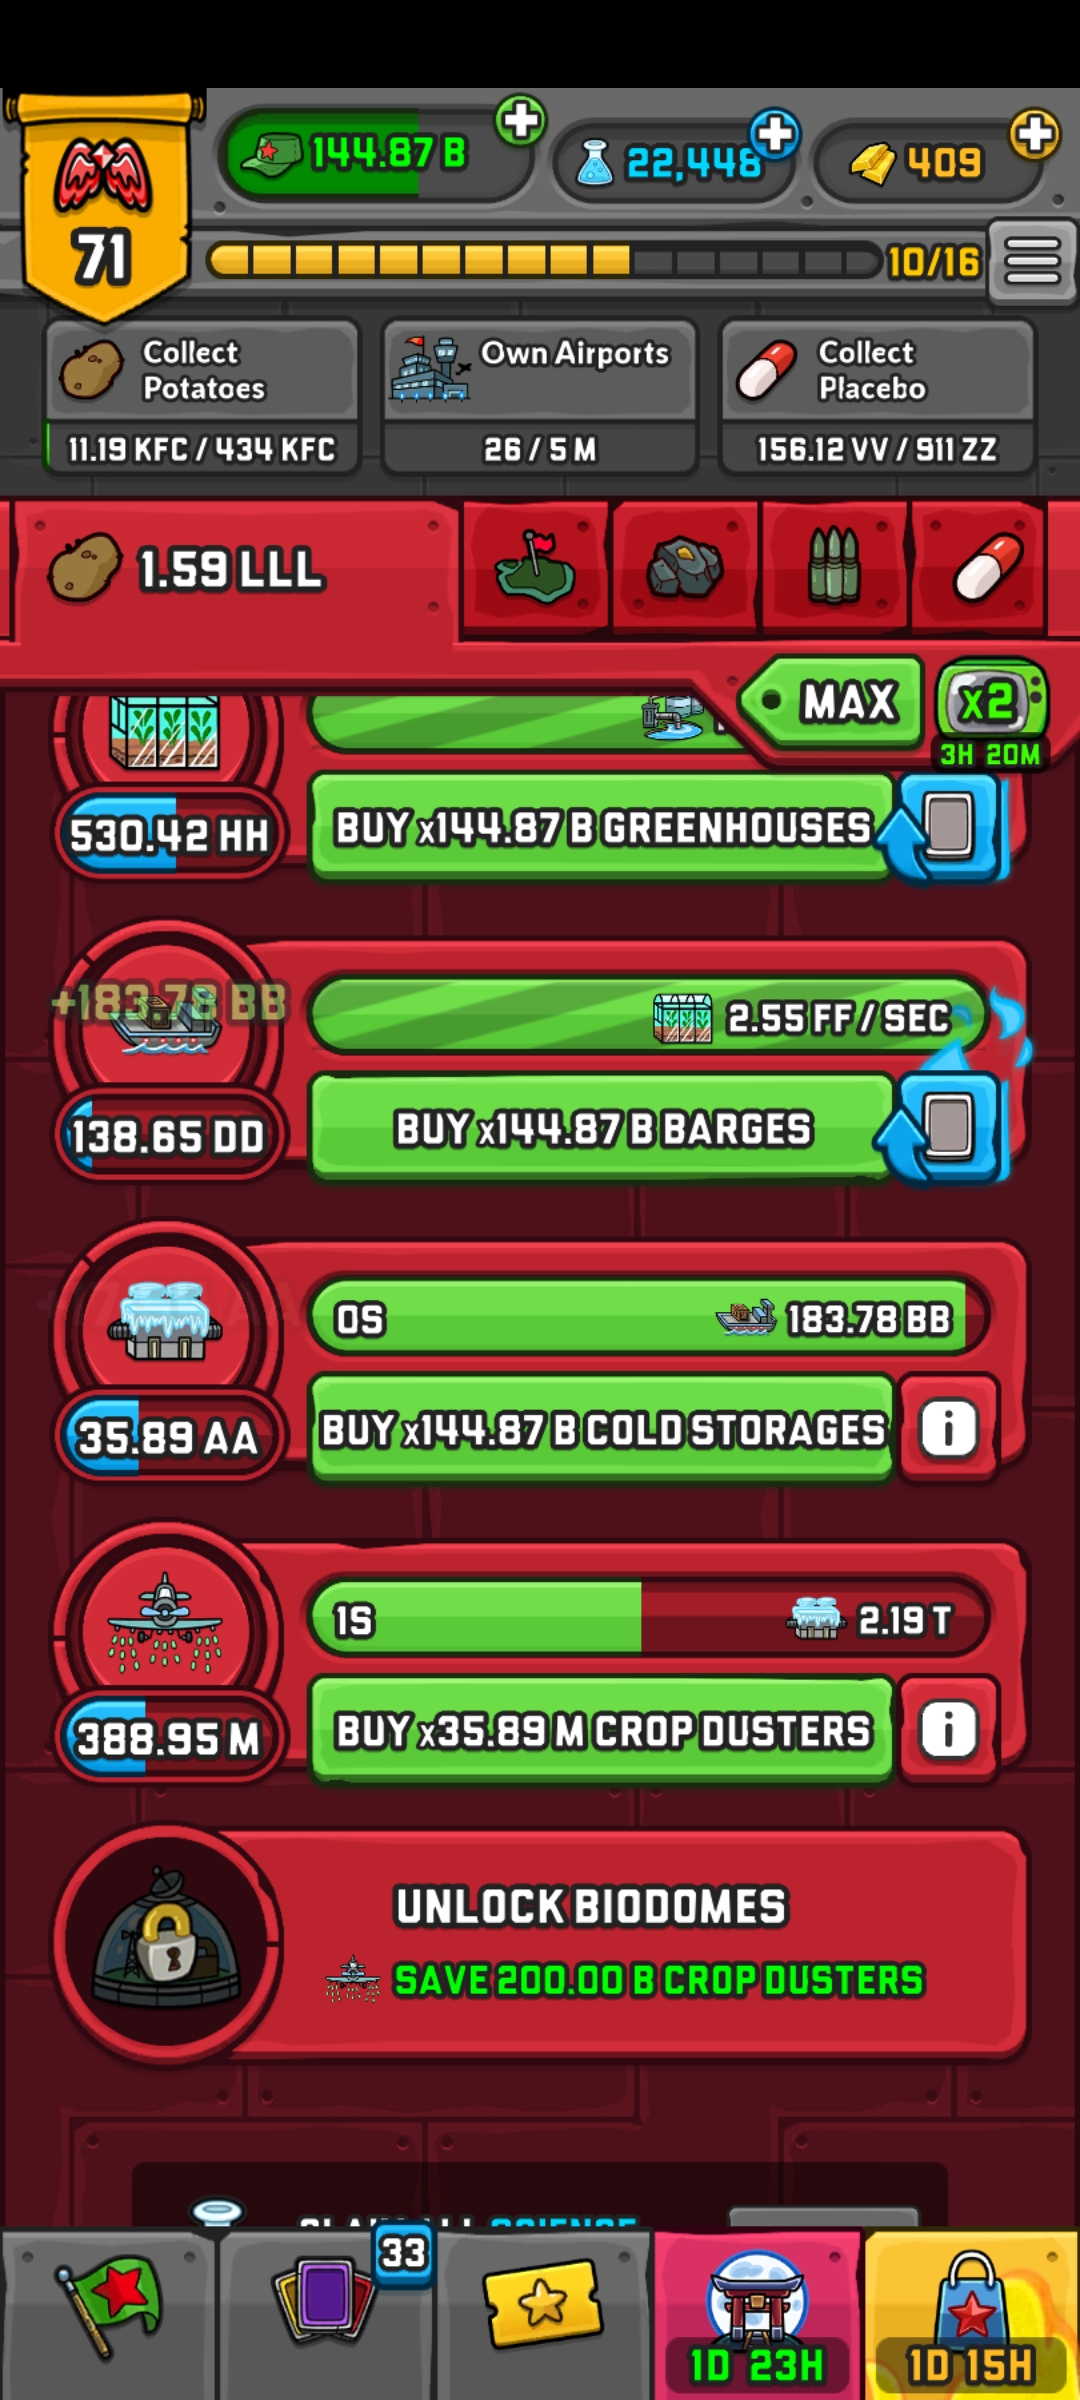 144.87 B
22,448
409
71
10/16
Collect
Potatoes
11.19 KFC / 434 KFC
Own Airports
26 / 5 M
Collect
Placebo
156.12 VV / 911 ZZ
1.59 LLL
MAX
x2
3H 20M
530.42 HH
BUY x144.87 B GREENHOUSES
+183.78 BB
2.55 FF / SEC
138.65 DD
BUY x144.87 B BARGES
0S
183.78 BB
35.89 AA
BUY x144.87 B COLD STORAGES
i
1S
2.19 T
388.95 M
BUY x35.89 M CROP DUSTERS
i
UNLOCK BIODOMES
SAVE 200.00 B CROP DUSTERS
33
1D 23H
1D 15H